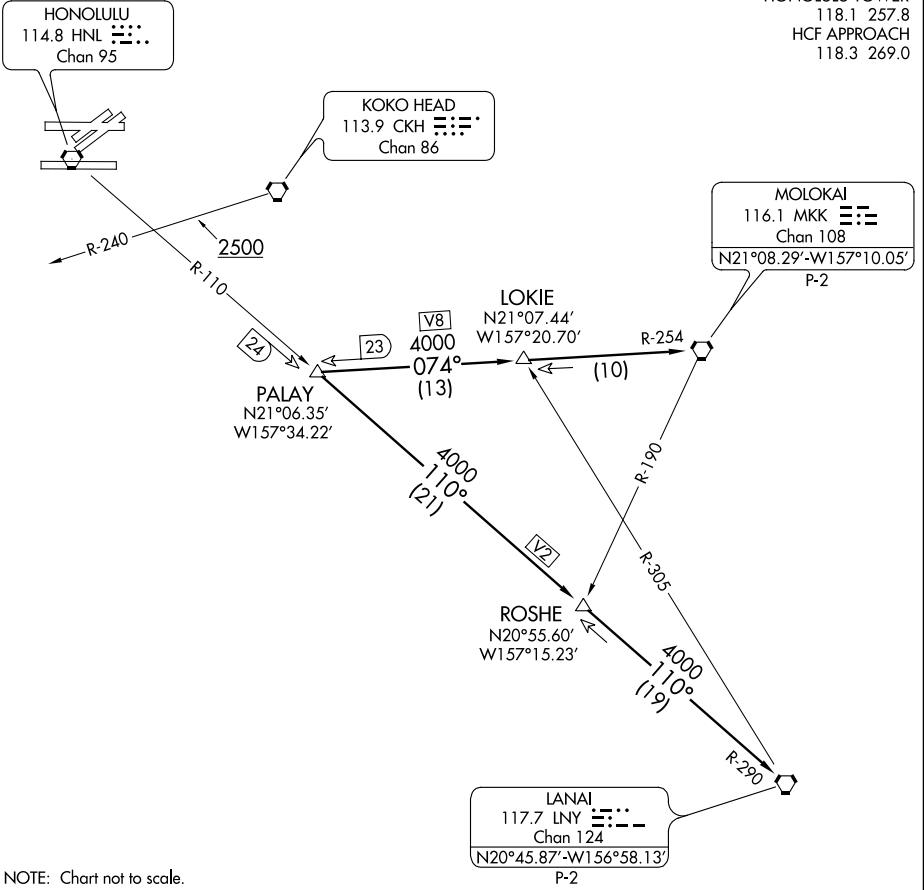 HONOLULU TOWER
118.1 257.8
HCF APPROACH
118.3 269.0
HONOLULU
114.8 HNL
Chan 95
KOKO HEAD
113.9 CKH
Chan 86
MOLOKAI
116.1 MKK
Chan 108
N21°08.29′-W157°10.05′
P-2
R-240
2500
R-110
LOKIE
N21°07.44′
W157°20.70′
V8
4000
074°
(13)
R-254
(10)
24
23
PALAY
N21°06.35′
W157°34.22′
4000
110°
(21)
R-190
V2
R-305
ROSHE
N20°55.60′
W157°15.23′
4000
110°
(19)
R-290
LANAI
117.7 LNY
Chan 124
N20°45.87′-W156°58.13′
P-2
NOTE: Chart not to scale.